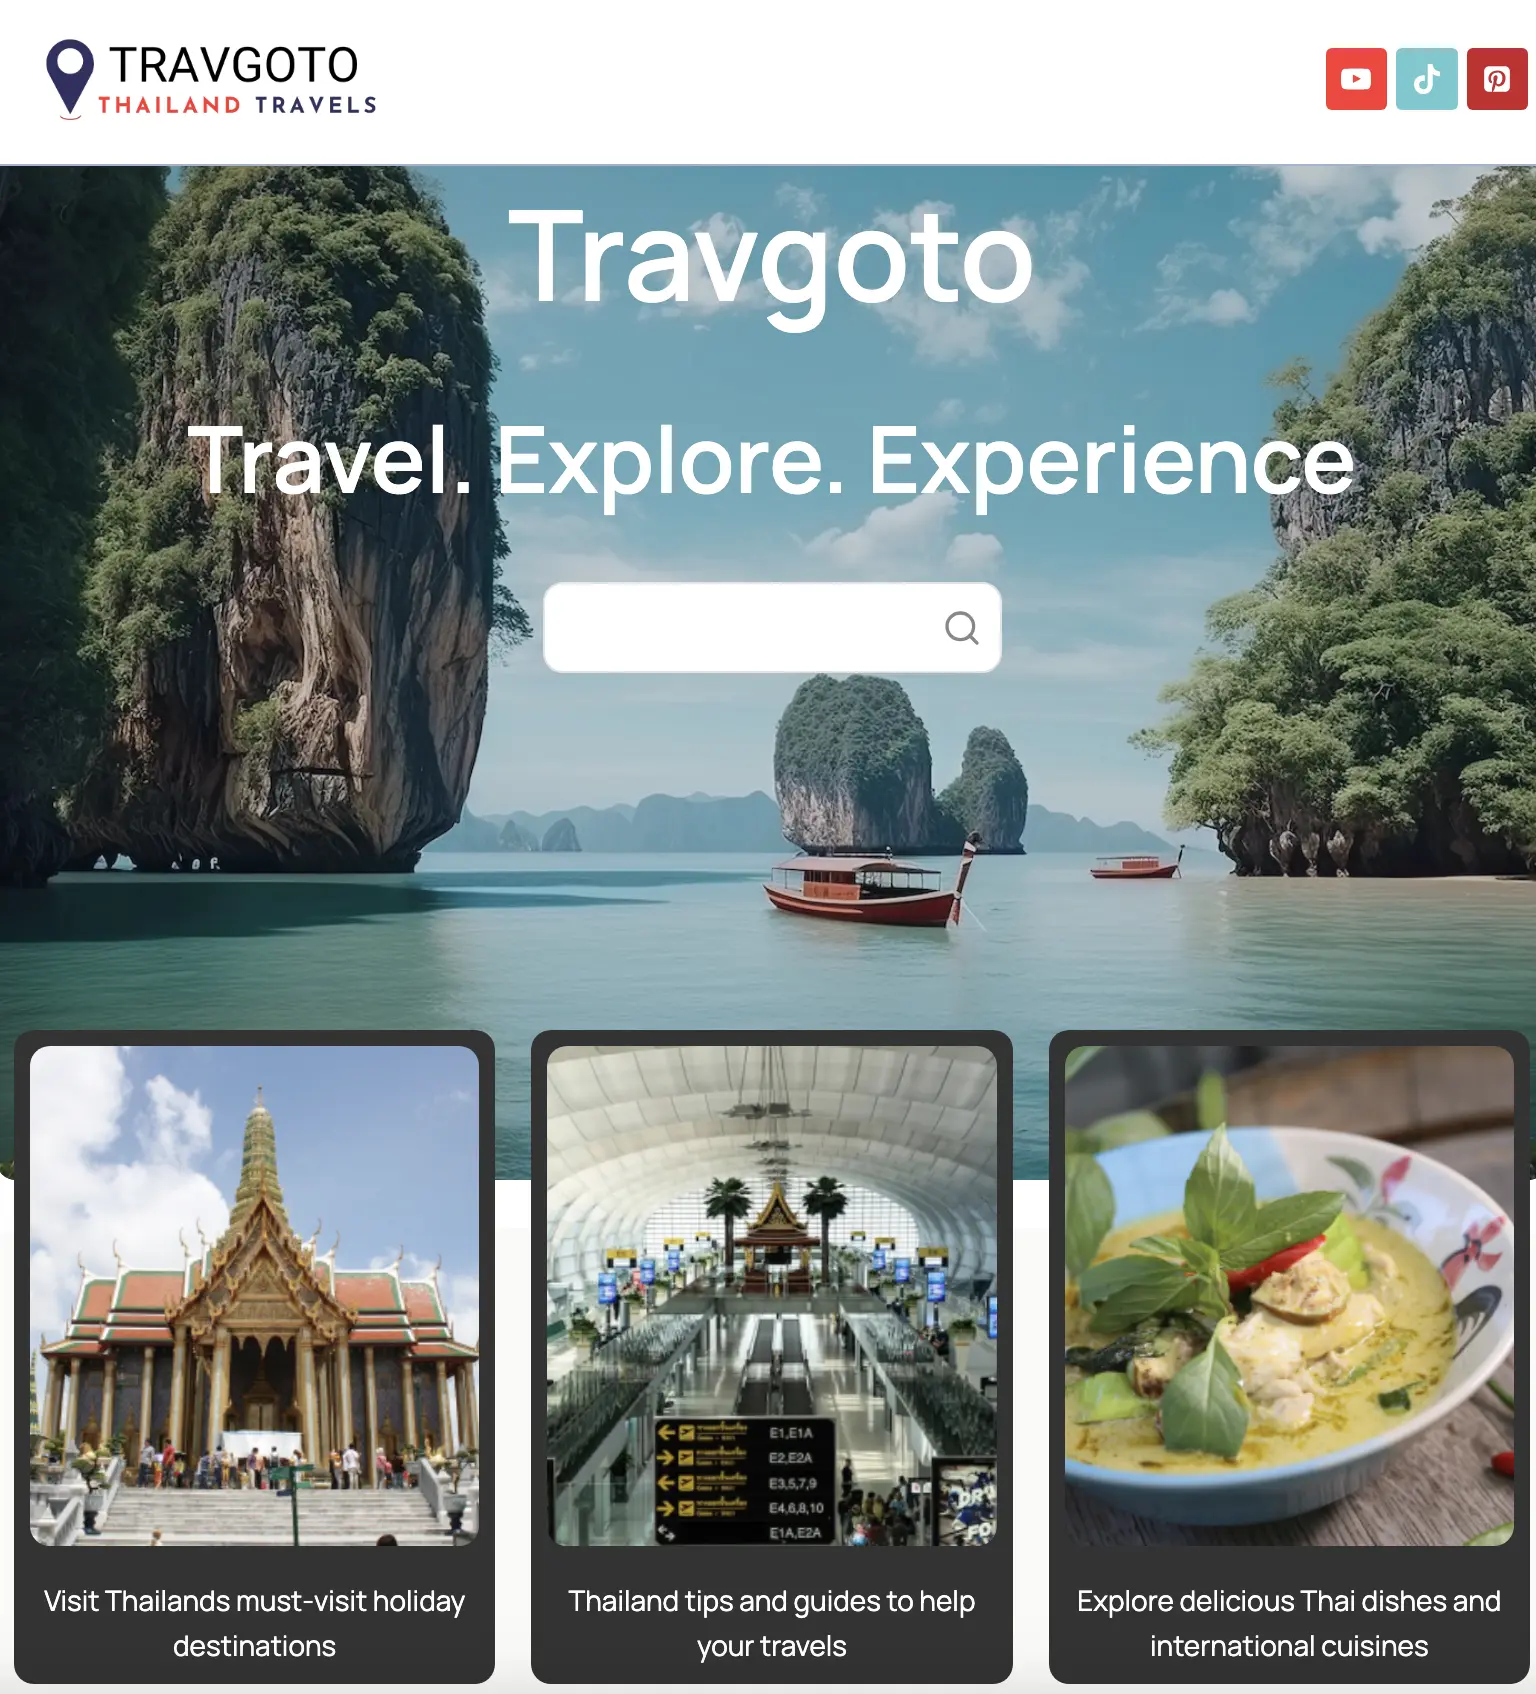 TRAVGOTO
THAILAND TRAVELS
Travgoto
Travel. Explore. Experience
E1,E1A
E2,E2A
E3,5,7,9
E4,6,8,10
E1A,E2A
Visit Thailands must-visit holiday
destinations
Thailand tips and guides to help
your travels
Explore delicious Thai dishes and
international cuisines